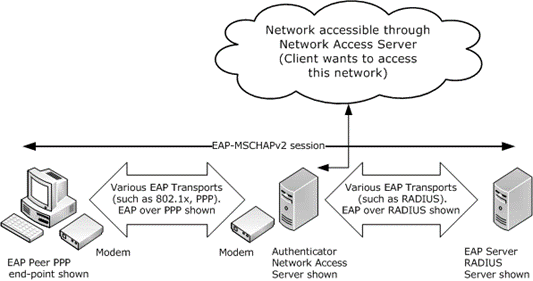 Network accessible through
Network Access Server
(Client wants to access
this network)
EAP-MSCHAPv2 session
Various EAP Transports
(such as 802.1x, PPP).
EAP over PPP shown
Various EAP Transports
(such as RADIUS).
EAP over RADIUS shown
EAP Peer PPP
end-point shown
Modem
Modem
Authenticator
Network Access
Server shown
EAP Server
RADIUS
Server shown